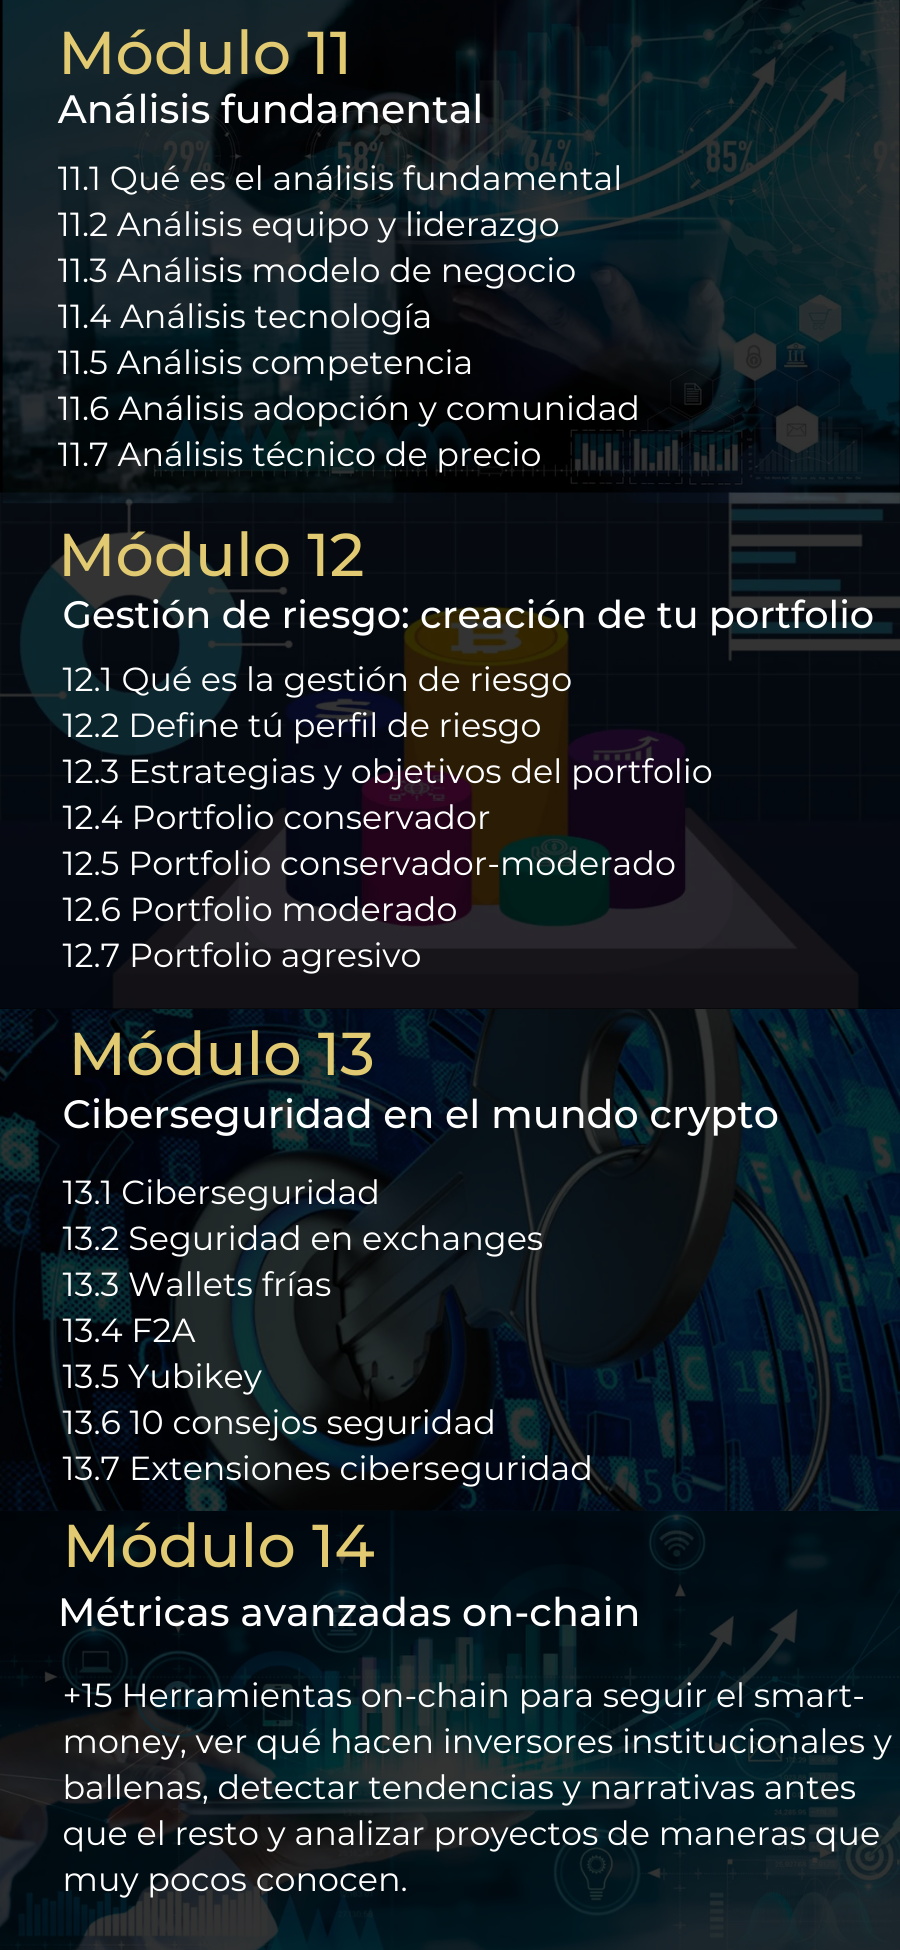 Módulo 11
Análisis fundamental
29% 58% 64% 85%
11.1 Qué es el análisis fundamental
11.2 Análisis equipo y liderazgo
11.3 Análisis modelo de negocio
11.4 Análisis tecnología
11.5 Análisis competencia
11.6 Análisis adopción y comunidad
11.7 Análisis técnico de precio
Módulo 12
Gestión de riesgo: creación de tu portfolio
12.1 Qué es la gestión de riesgo
12.2 Define tú perfil de riesgo
12.3 Estrategias y objetivos del portfolio
12.4 Portfolio conservador
12.5 Portfolio conservador-moderado
12.6 Portfolio moderado
12.7 Portfolio agresivo
Módulo 13
Ciberseguridad en el mundo crypto
13.1 Ciberseguridad
13.2 Seguridad en exchanges
13.3 Wallets frías
13.4 F2A
13.5 Yubikey
13.6 10 consejos seguridad
13.7 Extensiones ciberseguridad
Módulo 14
Métricas avanzadas on-chain
+15 Herramientas on-chain para seguir el smart-
money, ver qué hacen inversores institucionales y
ballenas, detectar tendencias y narrativas antes
que el resto y analizar proyectos de maneras que
muy pocos conocen.